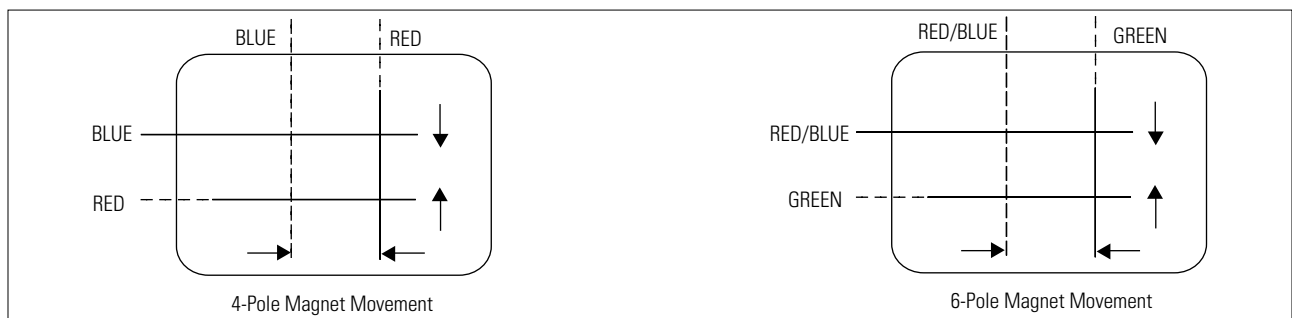 BLUE RED
BLUE
RED
4-Pole Magnet Movement
RED/BLUE GREEN
RED/BLUE
GREEN
6-Pole Magnet Movement